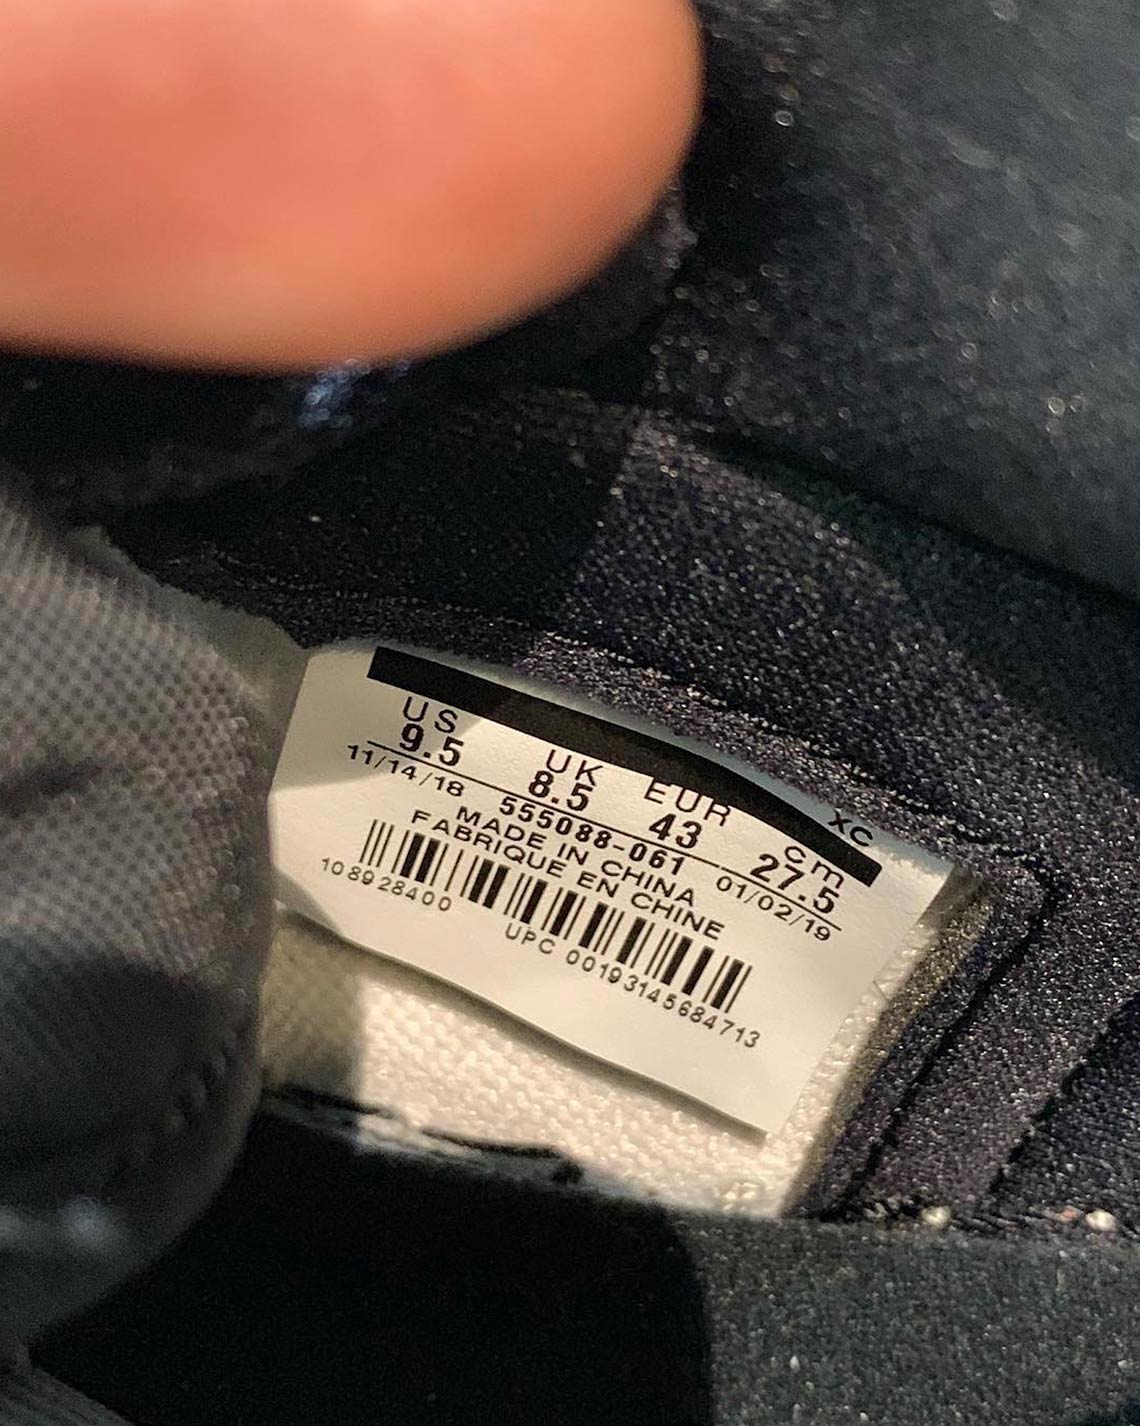 XC
US UK EUR cm
9.5 8.5 43 27.5
11/14/18 555088-061 01/02/19
MADE IN CHINA
FABRIQUE EN CHINE
108928400
UPC 00193145684713